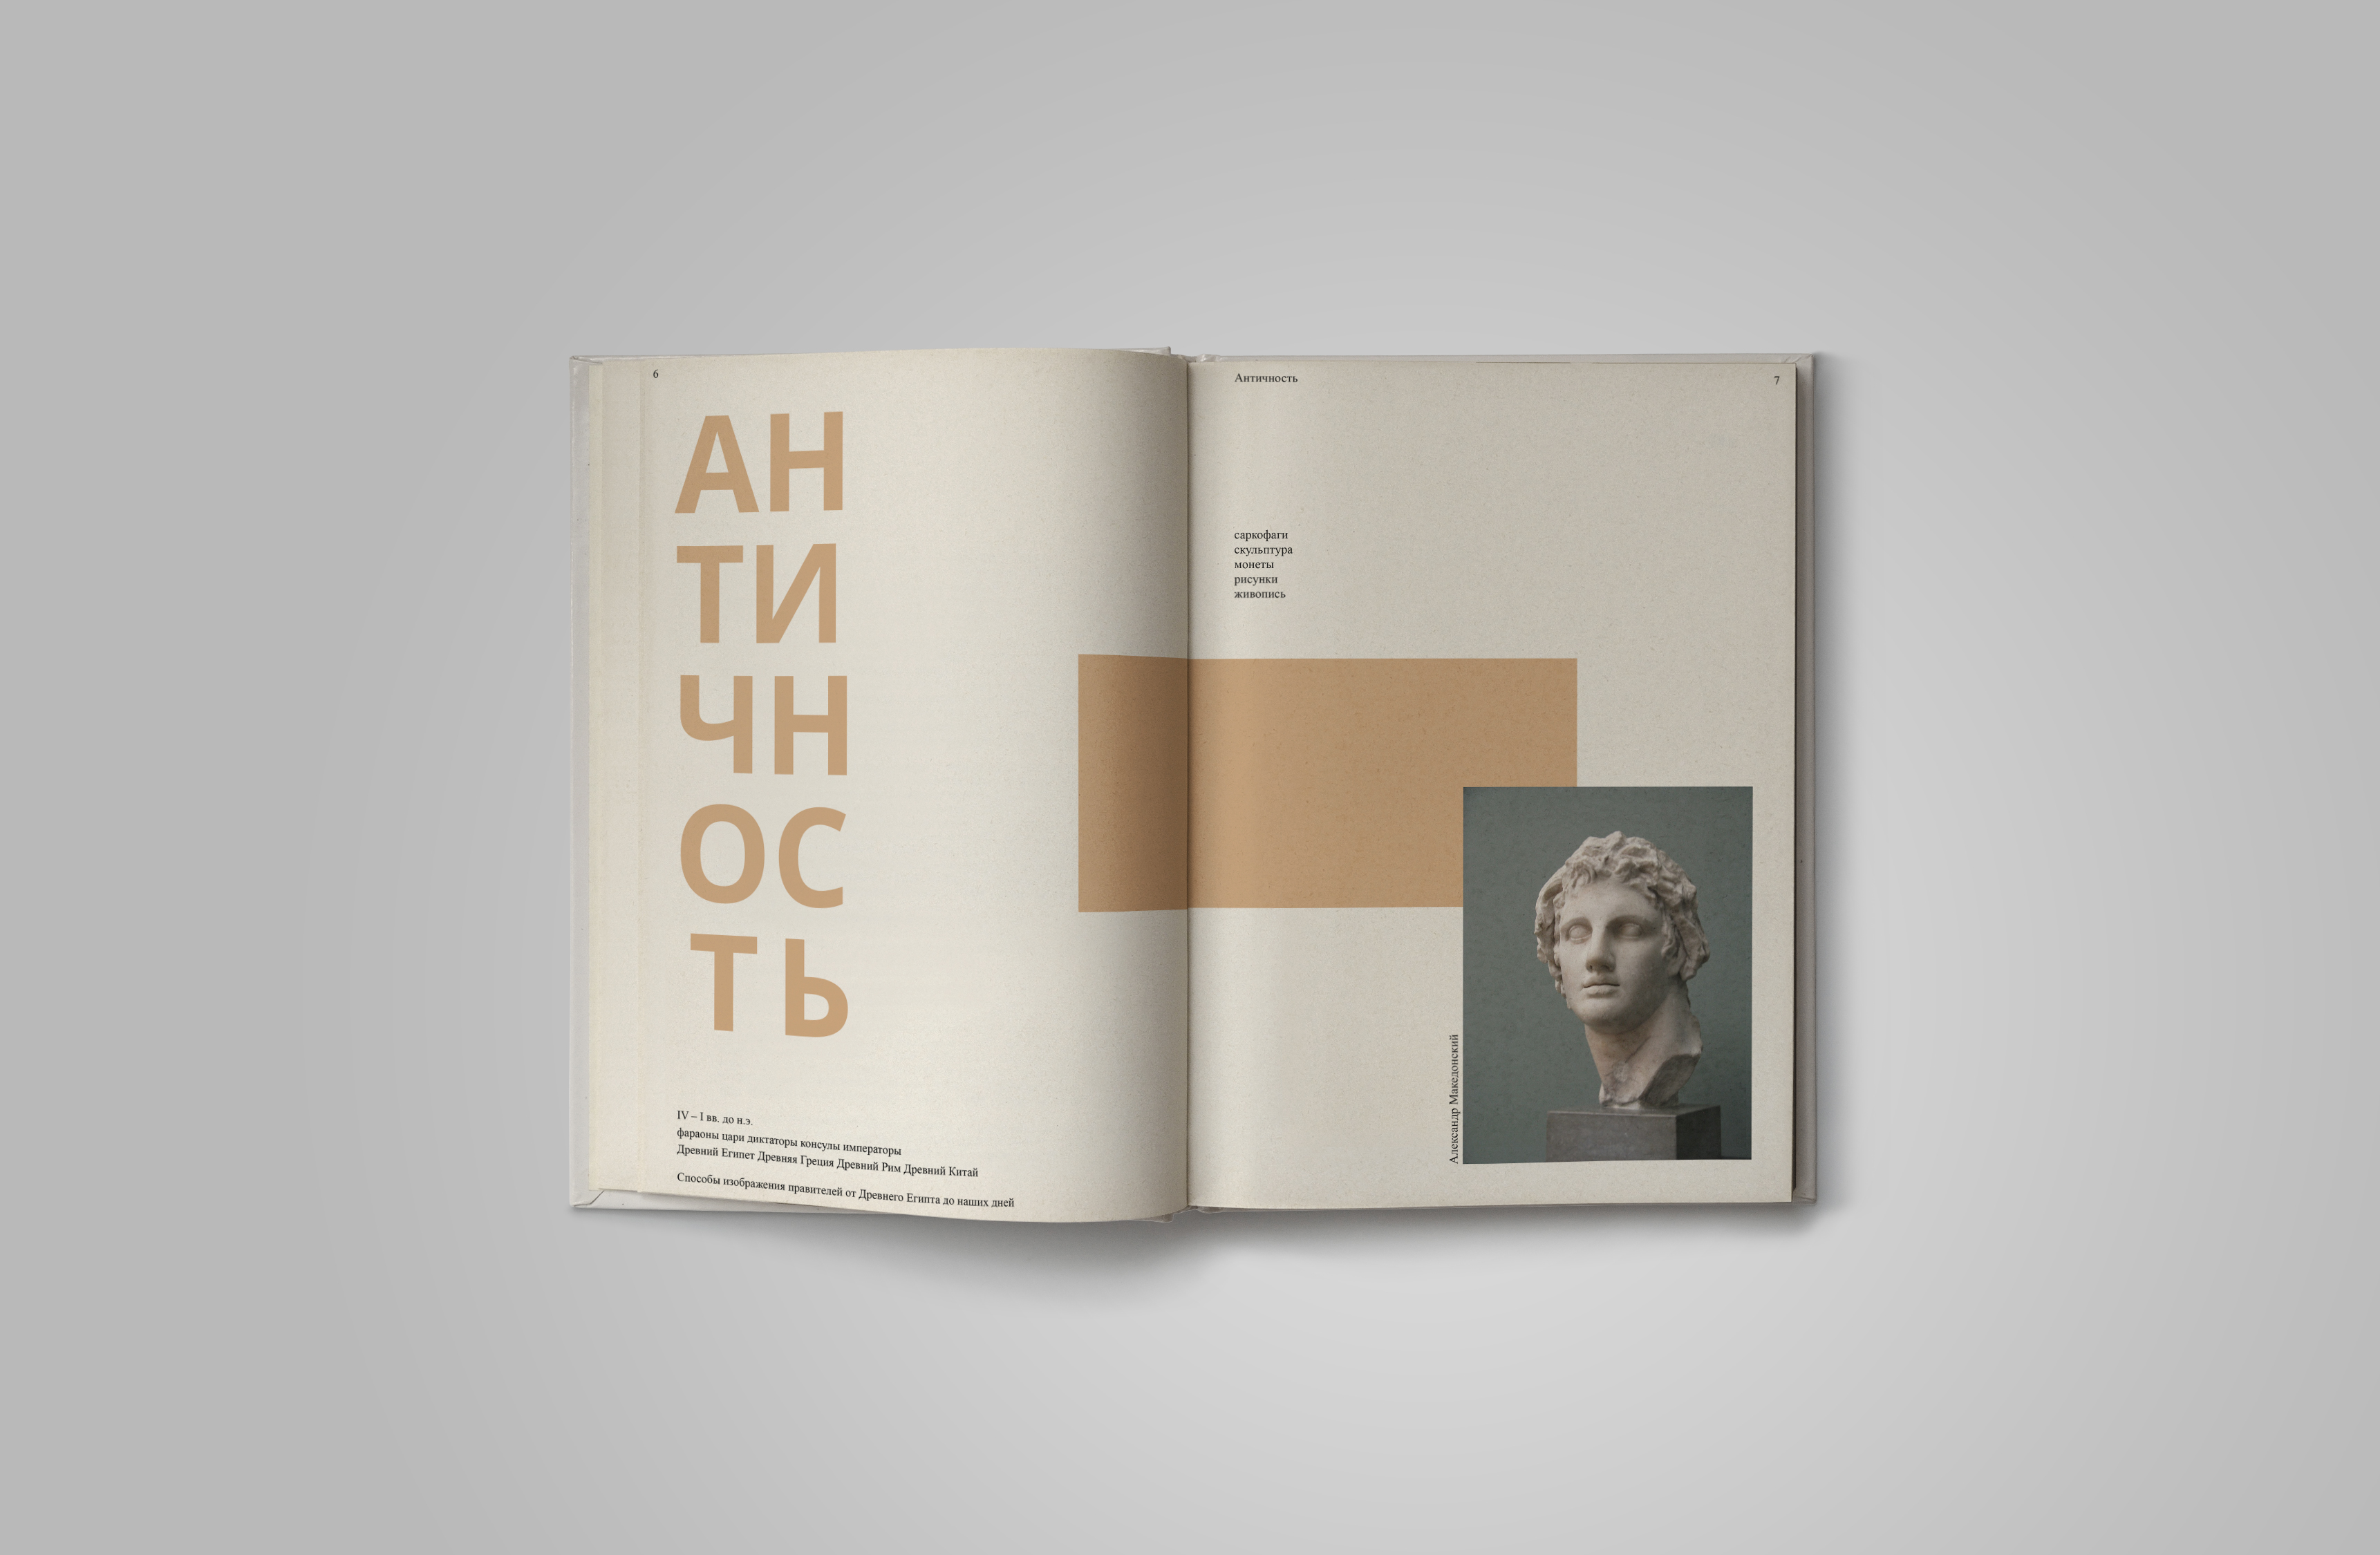 6
АН
ТИ
ЧН
ОС
ТЬ
IV – I вв. до н.э.
фараоны цари диктаторы консулы императоры
Древний Египет Древняя Греция Древний Рим Древний Китай
Способы изображения правителей от Древнего Египта до наших дней
Античность
7
саркофаги
скульптура
монеты
рисунки
живопись
Александр Македонский